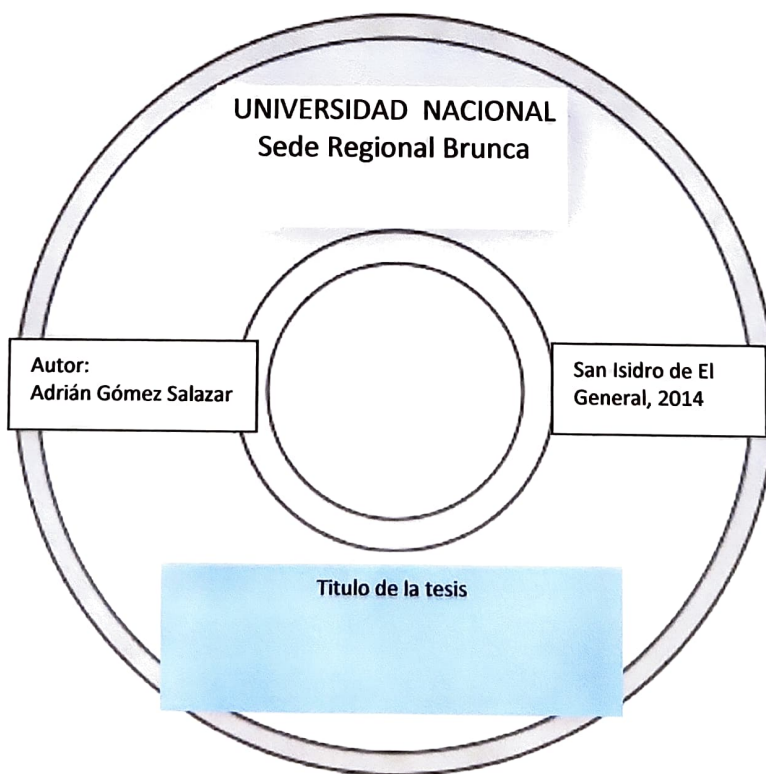 UNIVERSIDAD NACIONAL
Sede Regional Brunca
Autor:
Adrián Gómez Salazar
San Isidro de El
General, 2014
Titulo de la tesis